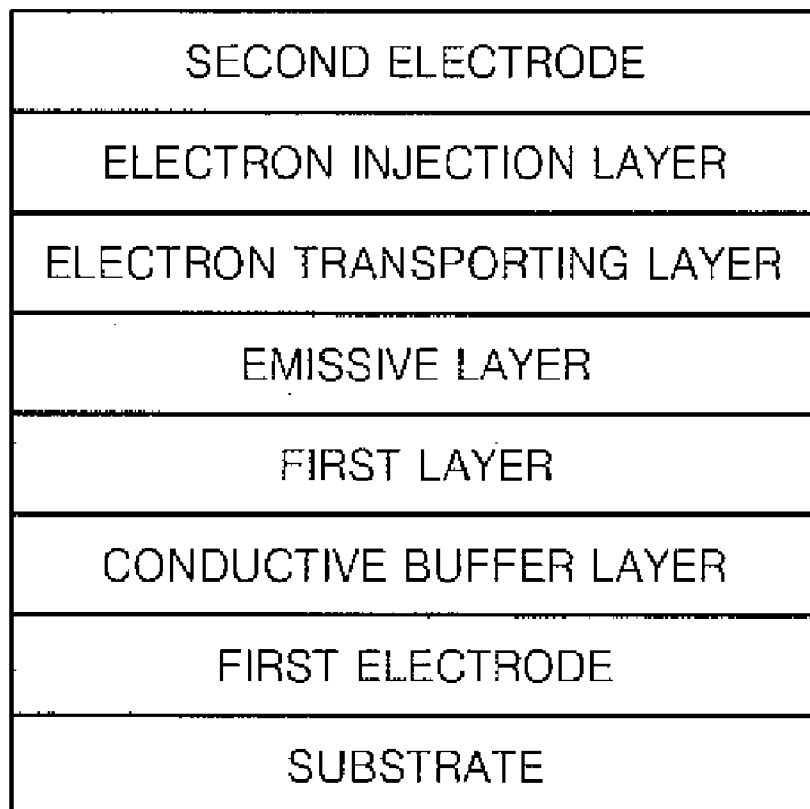 SECOND ELECTRODE
ELECTRON INJECTION LAYER
ELECTRON TRANSPORTING LAYER
EMISSIVE LAYER
FIRST LAYER
CONDUCTIVE BUFFER LAYER
FIRST ELECTRODE
SUBSTRATE